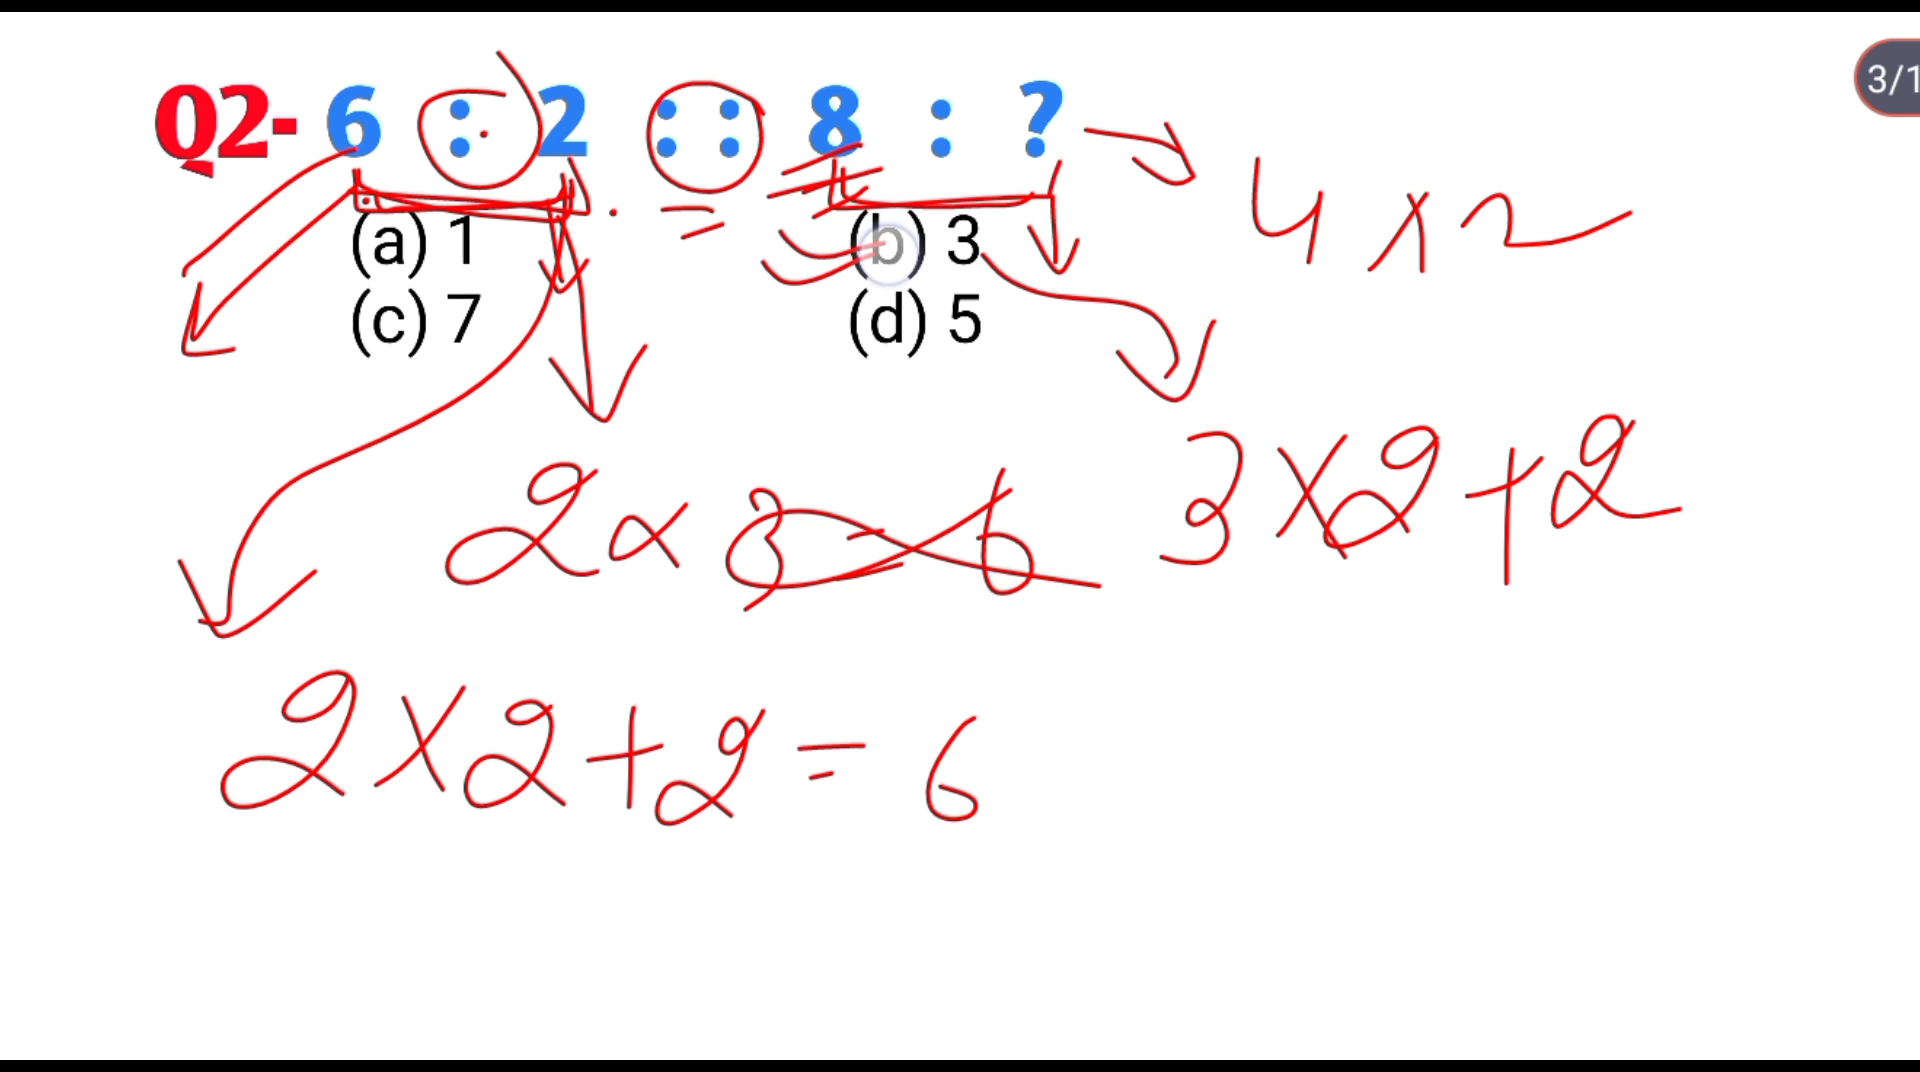 Q2- 6 : 2 :: 8 : ?
4 x 2
(a) 1 (b) 3
(c) 7 (d) 5
2 x 3 = 6
3 x 2 + 2
2 x 2 + 2 = 6
3/1